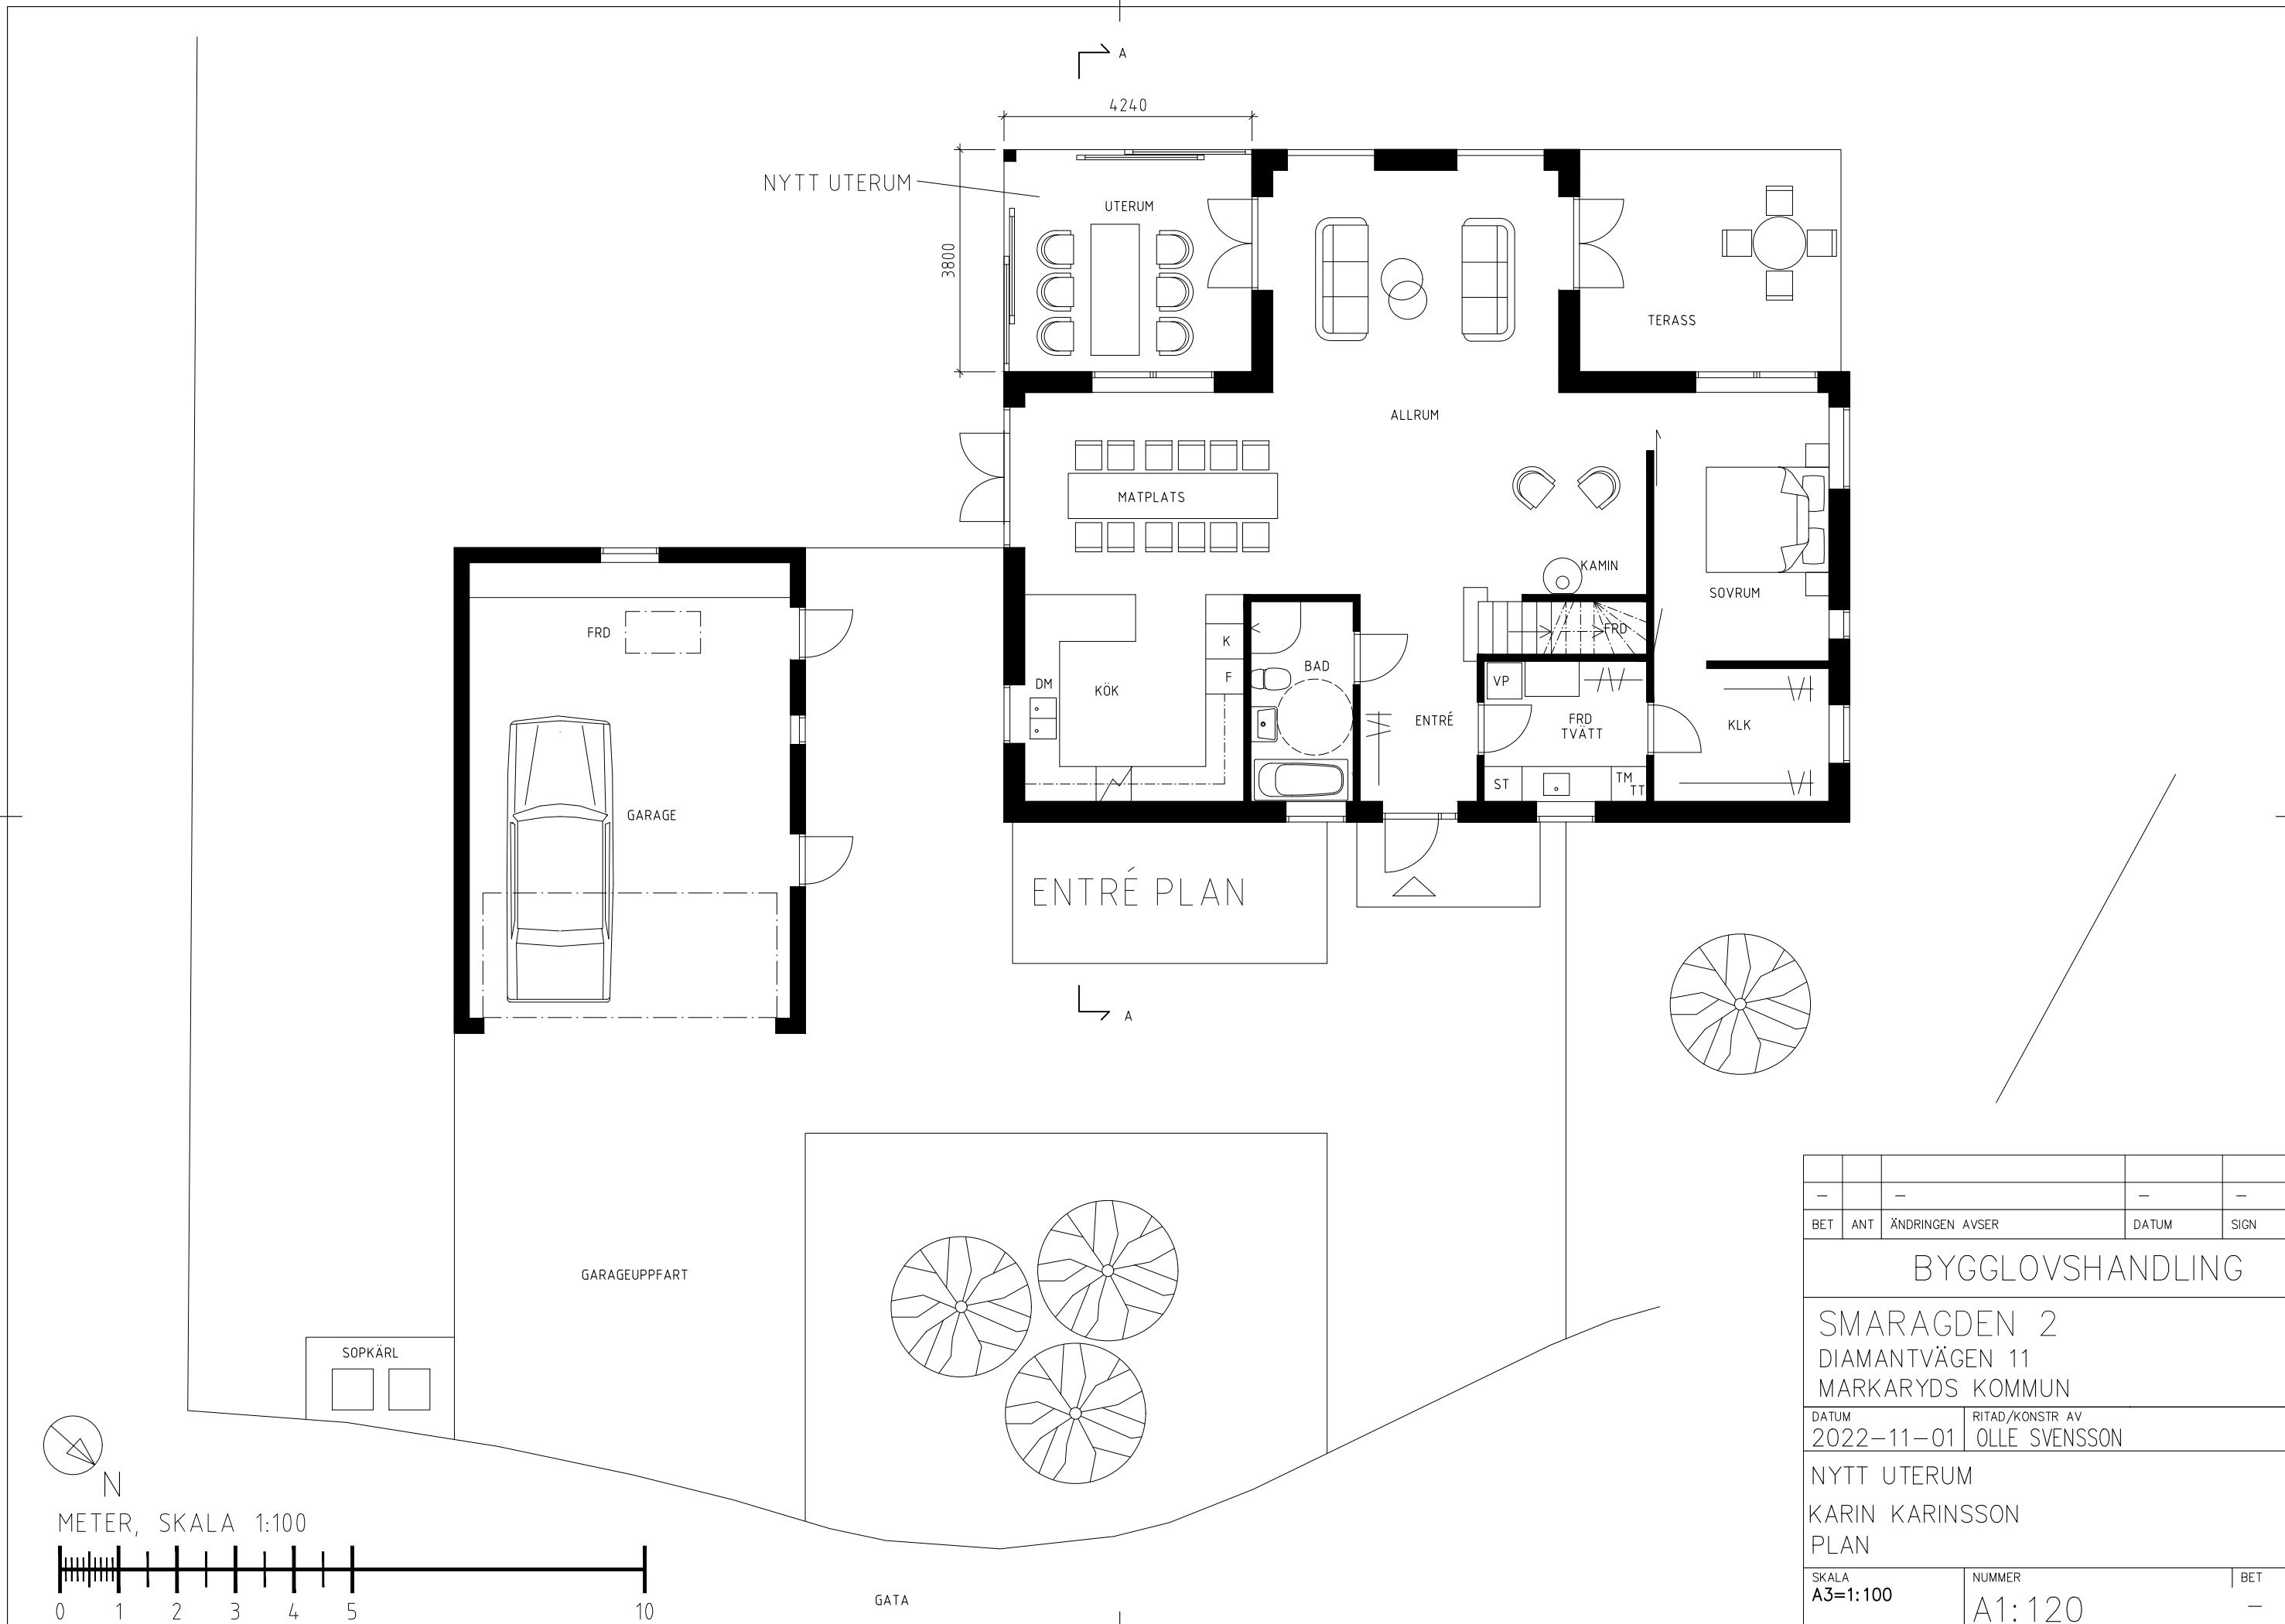 A
4240
NYTT UTERUM
UTERUM
3800
TERASS
ALLRUM
MATPLATS
KAMIN
SOVRUM
FRD
FRD
K
BAD
F
VP
DM
KÖK
ENTRÉ
FRD
TVÄTT
KLK
ST
TM
TT
GARAGE
ENTRÉ PLAN
A
GARAGEUPPFART
SOPKÄRL
N
METER, SKALA 1:100
0 1 2 3 4 5 10
GATA
– – – –
BET ANT ÄNDRINGEN AVSER DATUM SIGN
BYGGLOVSHANDLING
SMARAGDEN 2
DIAMANTVÄGEN 11
MARKARYDS KOMMUN
DATUM RITAD/KONSTR AV
2022-11-01 OLLE SVENSSON
NYTT UTERUM
KARIN KARINSSON
PLAN
SKALA NUMMER BET
A3=1:100 A1:120 –